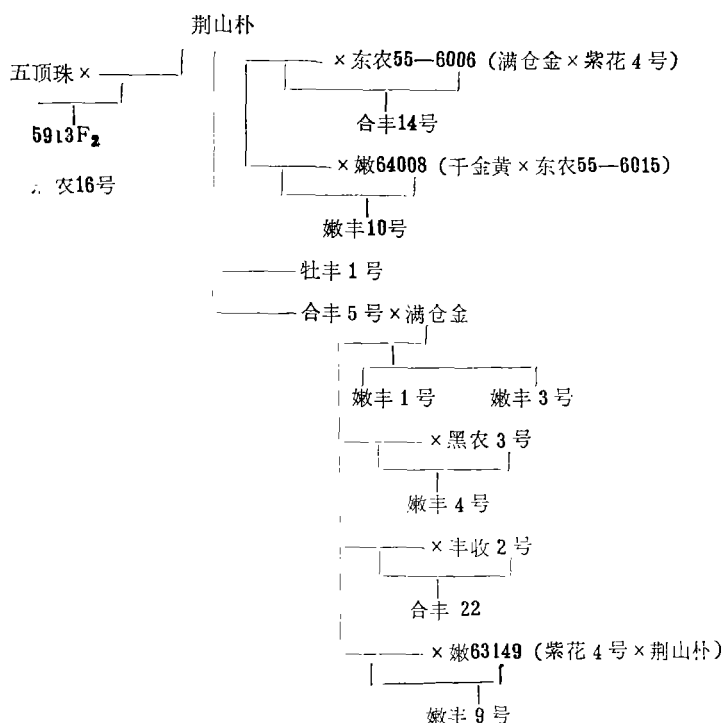 荆山朴
五顶珠×
×东农55—6006（满仓金×紫花4号）
合丰14号
5913F₂
农16号
×嫩64008（千金黄×东农55—6015）
嫩丰10号
牡丰1号
合丰5号×满仓金
嫩丰1号 嫩丰3号
×黑农3号
嫩丰4号
×丰收2号
合丰 22
×嫩63149（紫花4号×荆山朴）
嫩丰9号